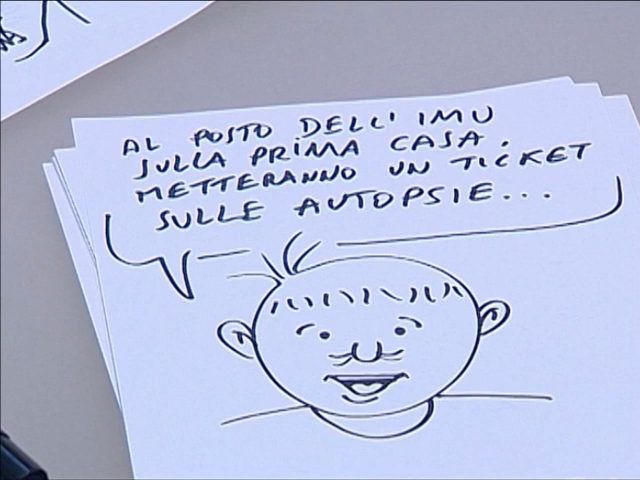 AL POSTO DELL' IMU
SULLA PRIMA CASA.
METTERANNO UN TICKET
SULLE AUTOPSIE...